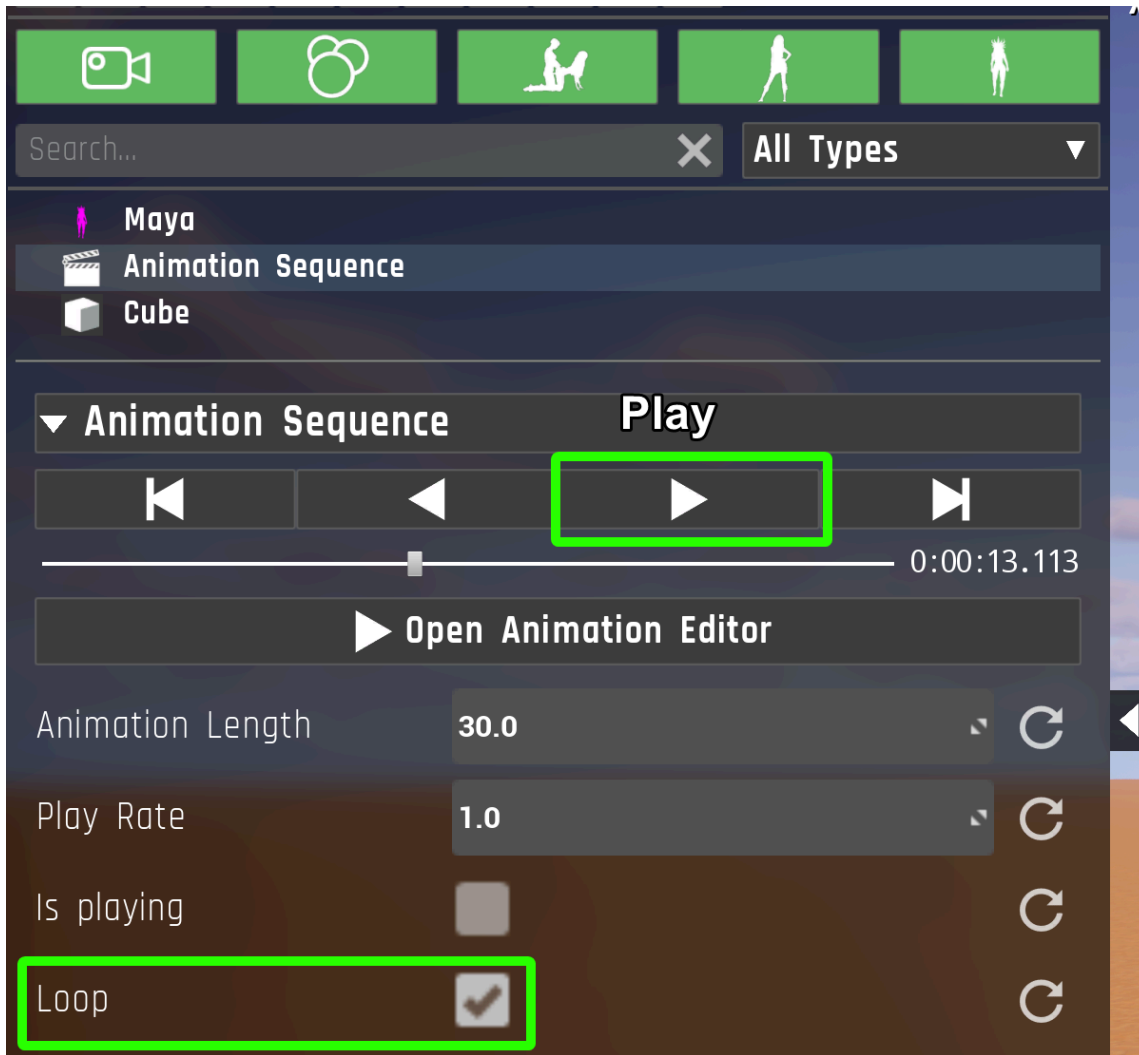 Search...
All Types
Maya
Animation Sequence
Cube
Animation Sequence
Play
0:00:13.113
Open Animation Editor
Animation Length 30.0
Play Rate 1.0
Is playing
Loop